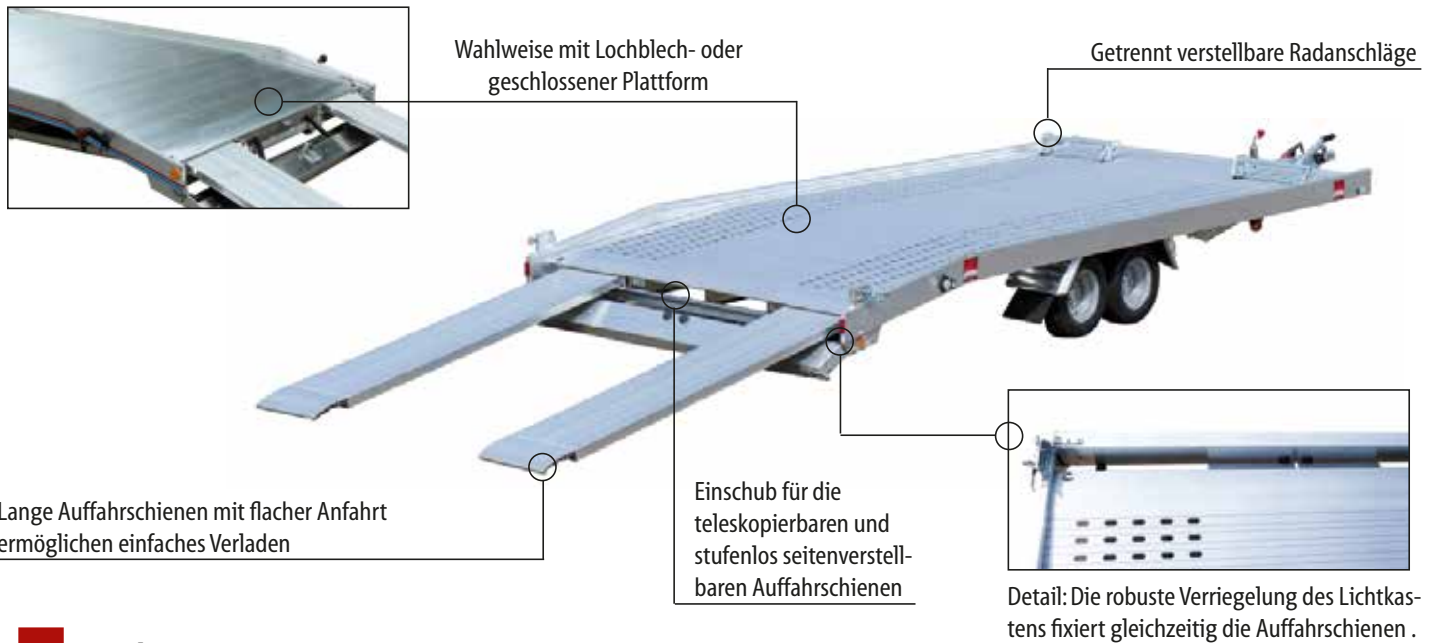 Wahlweise mit Lochblech- oder
geschlossener Plattform
Getrennt verstellbare Radanschläge
Lange Auffahrschienen mit flacher Anfahrt
ermöglichen einfaches Verladen
Einschub für die
teleskopierbaren und
stufenlos seitenverstell-
baren Auffahrschienen
Detail: Die robuste Verriegelung des Lichtkas-
tens fixiert gleichzeitig die Auffahrschienen .